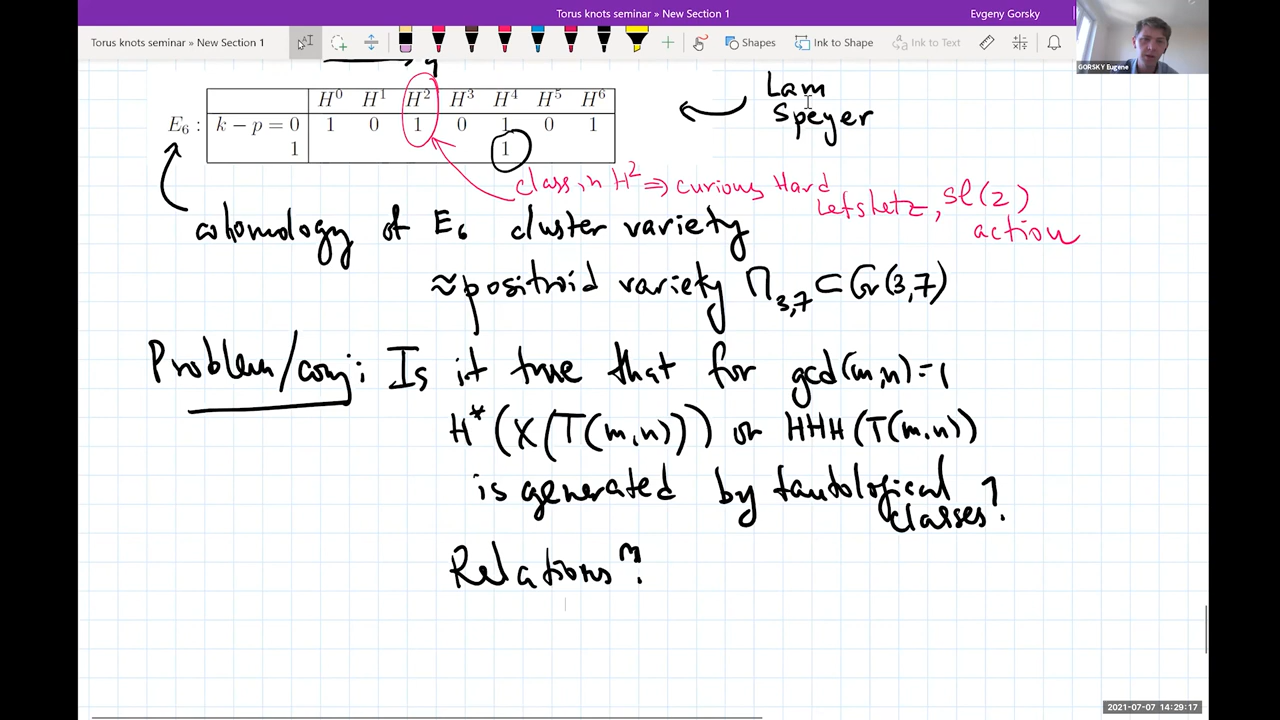 Torus knots seminar » New Section 1
Evgeny Gorsky
Torus knots seminar » New Section 1
Shapes
Ink to Shape
Ink to Text
GORSKY Eugene
H⁰ H¹ H² H³ H⁴ H⁵ H⁶
E₆ : k − p = 0 1 0 1 0 1 0 1
1 1
Lam
Speyer
class in H² ⇒ curious Hard
Lefshetz, sl(2)
action
cohomology of E₆ cluster variety
≈ positroid variety Π₃,₇ ⊂ Gr(3,7)
Problem/conj: Is it true that for gcd(m,n)=1
H*(X(T(m,n))) or HHH(T(m,n))
is generated by tautological
classes?
Relations?
2021-07-07 14:29:17